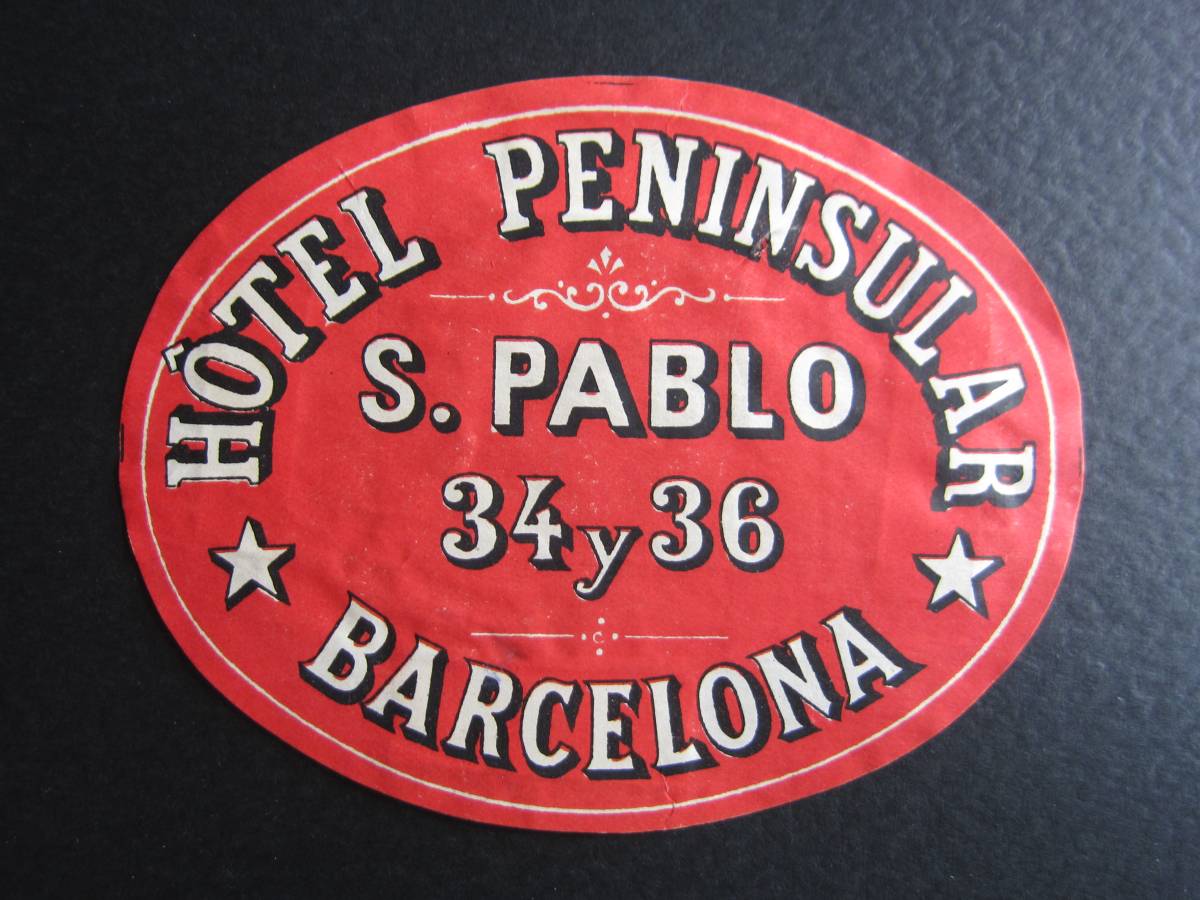 HÔTEL PENINSULAR
S. PABLO
34 y 36
C
BARCELONA